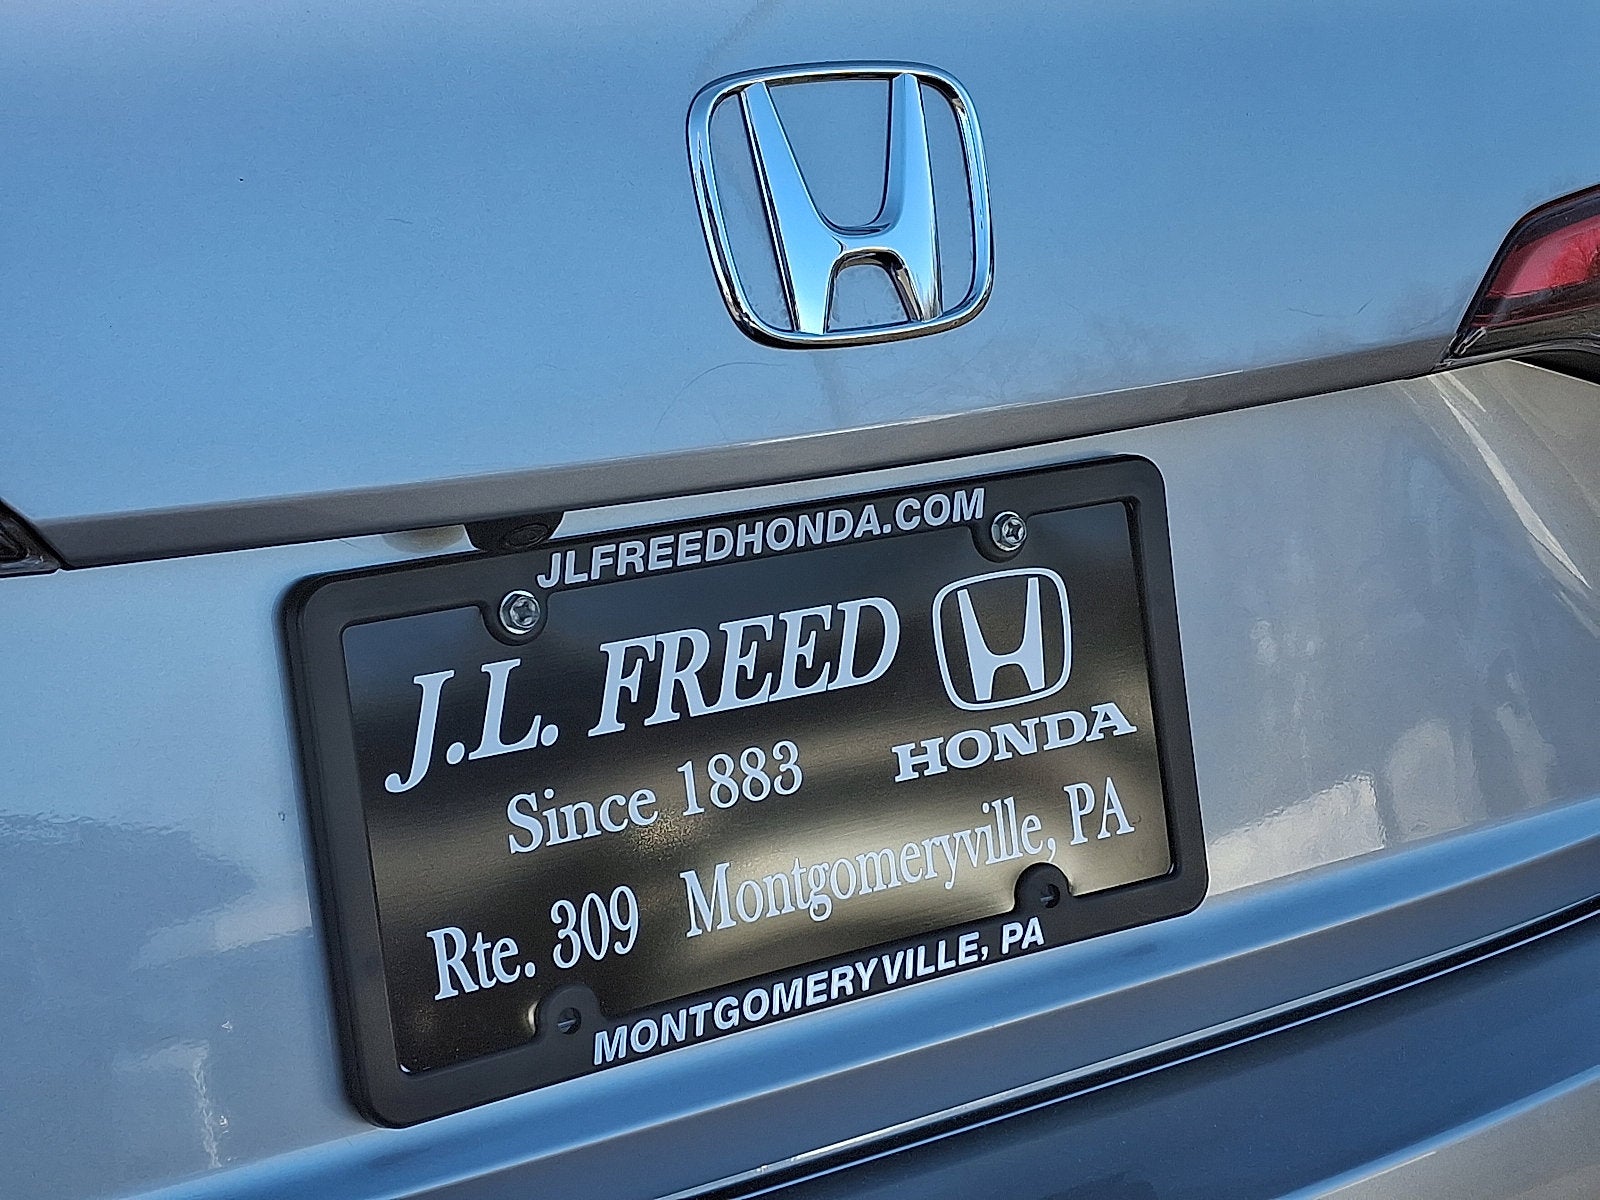 JLFREEDHONDA.COM
J.L. FREED
HONDA
Since 1883
Rte. 309 Montgomeryville, PA
MONTGOMERYVILLE, PA